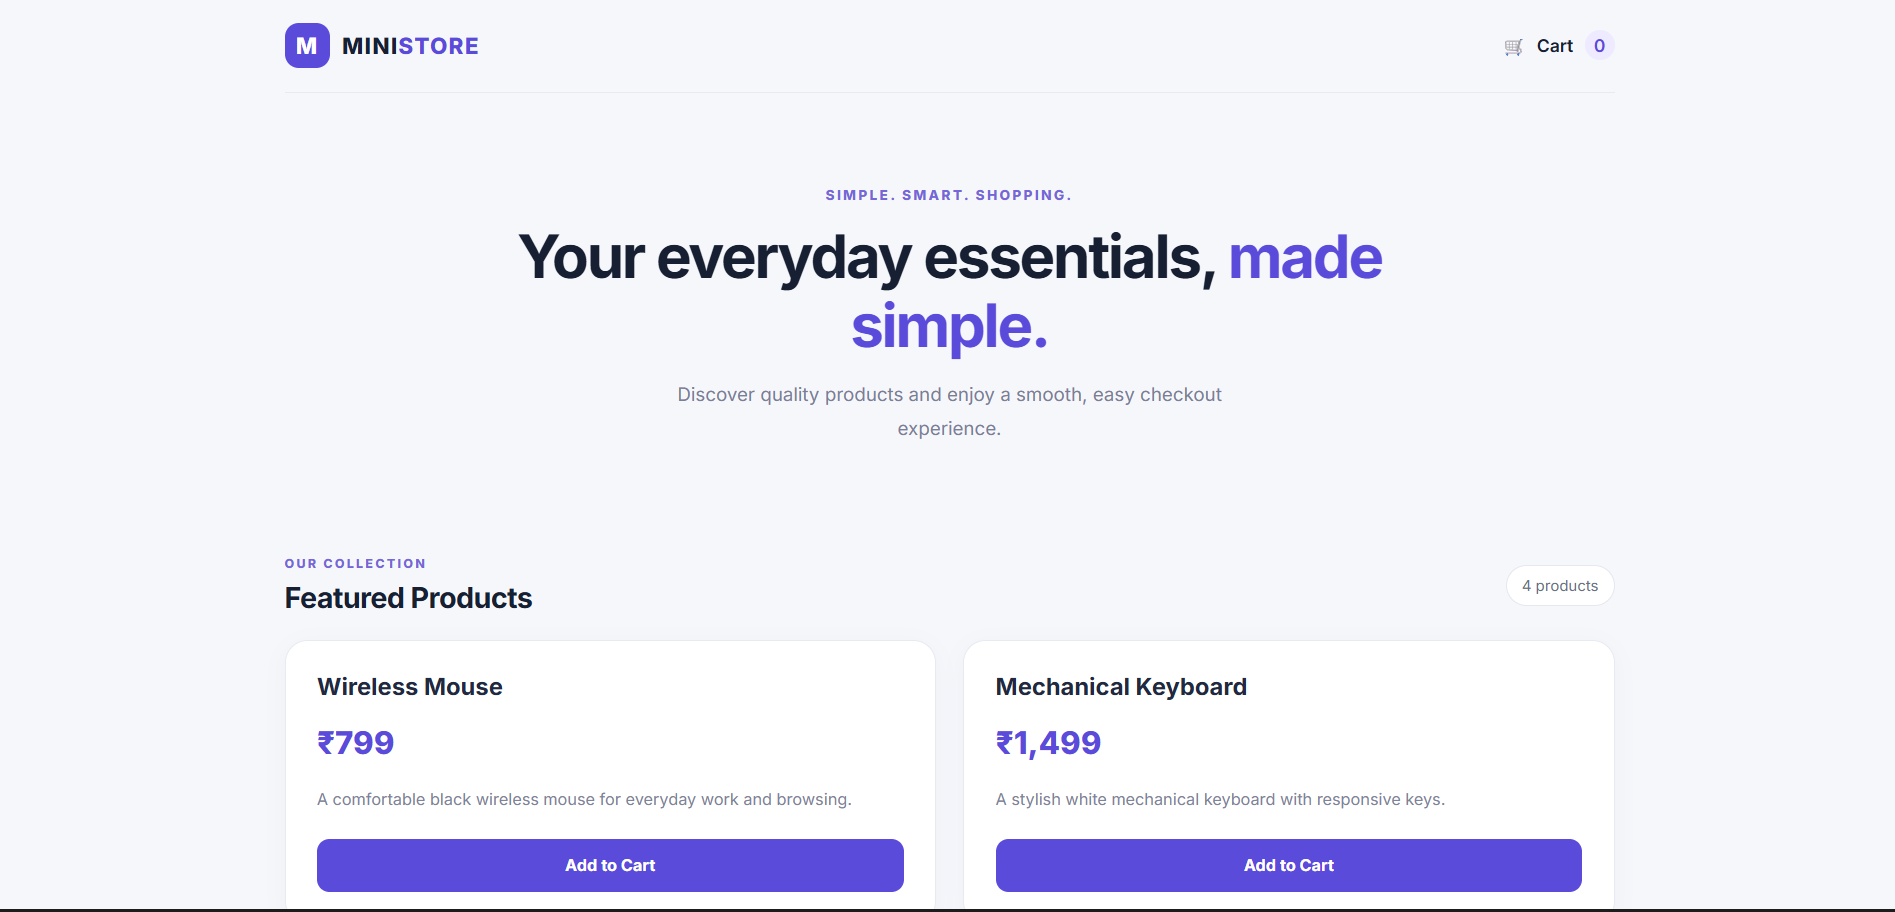 M MINISTORE
Cart 0
SIMPLE. SMART. SHOPPING.
Your everyday essentials, made
simple.
Discover quality products and enjoy a smooth, easy checkout
experience.
OUR COLLECTION
Featured Products
4 products
Wireless Mouse
₹799
A comfortable black wireless mouse for everyday work and browsing.
Add to Cart
Mechanical Keyboard
₹1,499
A stylish white mechanical keyboard with responsive keys.
Add to Cart